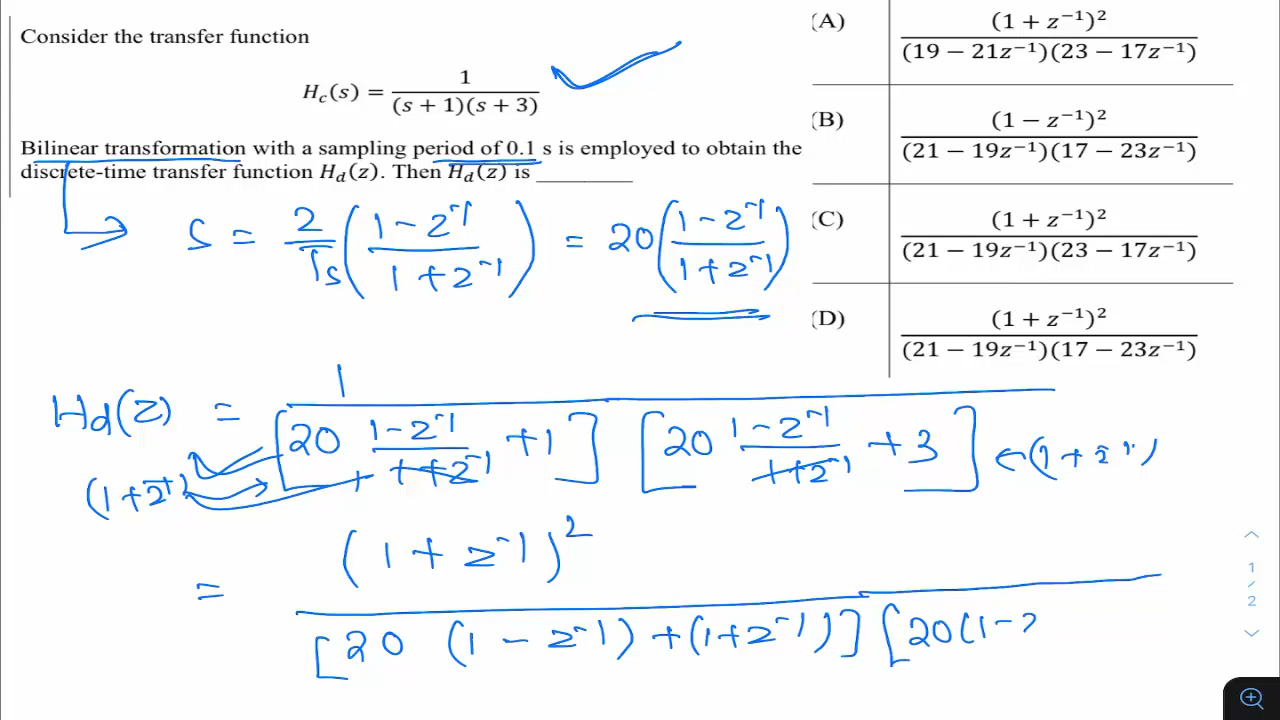 Consider the transfer function
H_c(s) = 1 / (s + 1)(s + 3)
Bilinear transformation with a sampling period of 0.1 s is employed to obtain the
discrete-time transfer function H_d(z). Then H_d(z) is ________
(A) (1 + z⁻¹)² / (19 − 21z⁻¹)(23 − 17z⁻¹)
(B) (1 − z⁻¹)² / (21 − 19z⁻¹)(17 − 23z⁻¹)
(C) (1 + z⁻¹)² / (21 − 19z⁻¹)(23 − 17z⁻¹)
(D) (1 + z⁻¹)² / (21 − 19z⁻¹)(17 − 23z⁻¹)
S = 2/Ts (1 − z⁻¹ / 1 + z⁻¹) = 20 (1 − z⁻¹ / 1 + z⁻¹)
Hd(z) = 1 / [20 1 − z⁻¹ / 1 + z⁻¹ + 1] [20 1 − z⁻¹ / 1 + z⁻¹ + 3] ← (1 + z⁻¹)
(1 + z⁻¹)
= (1 + z⁻¹)² / [20 (1 − z⁻¹) + (1 + z⁻¹)] [20(1 −
1
/
2